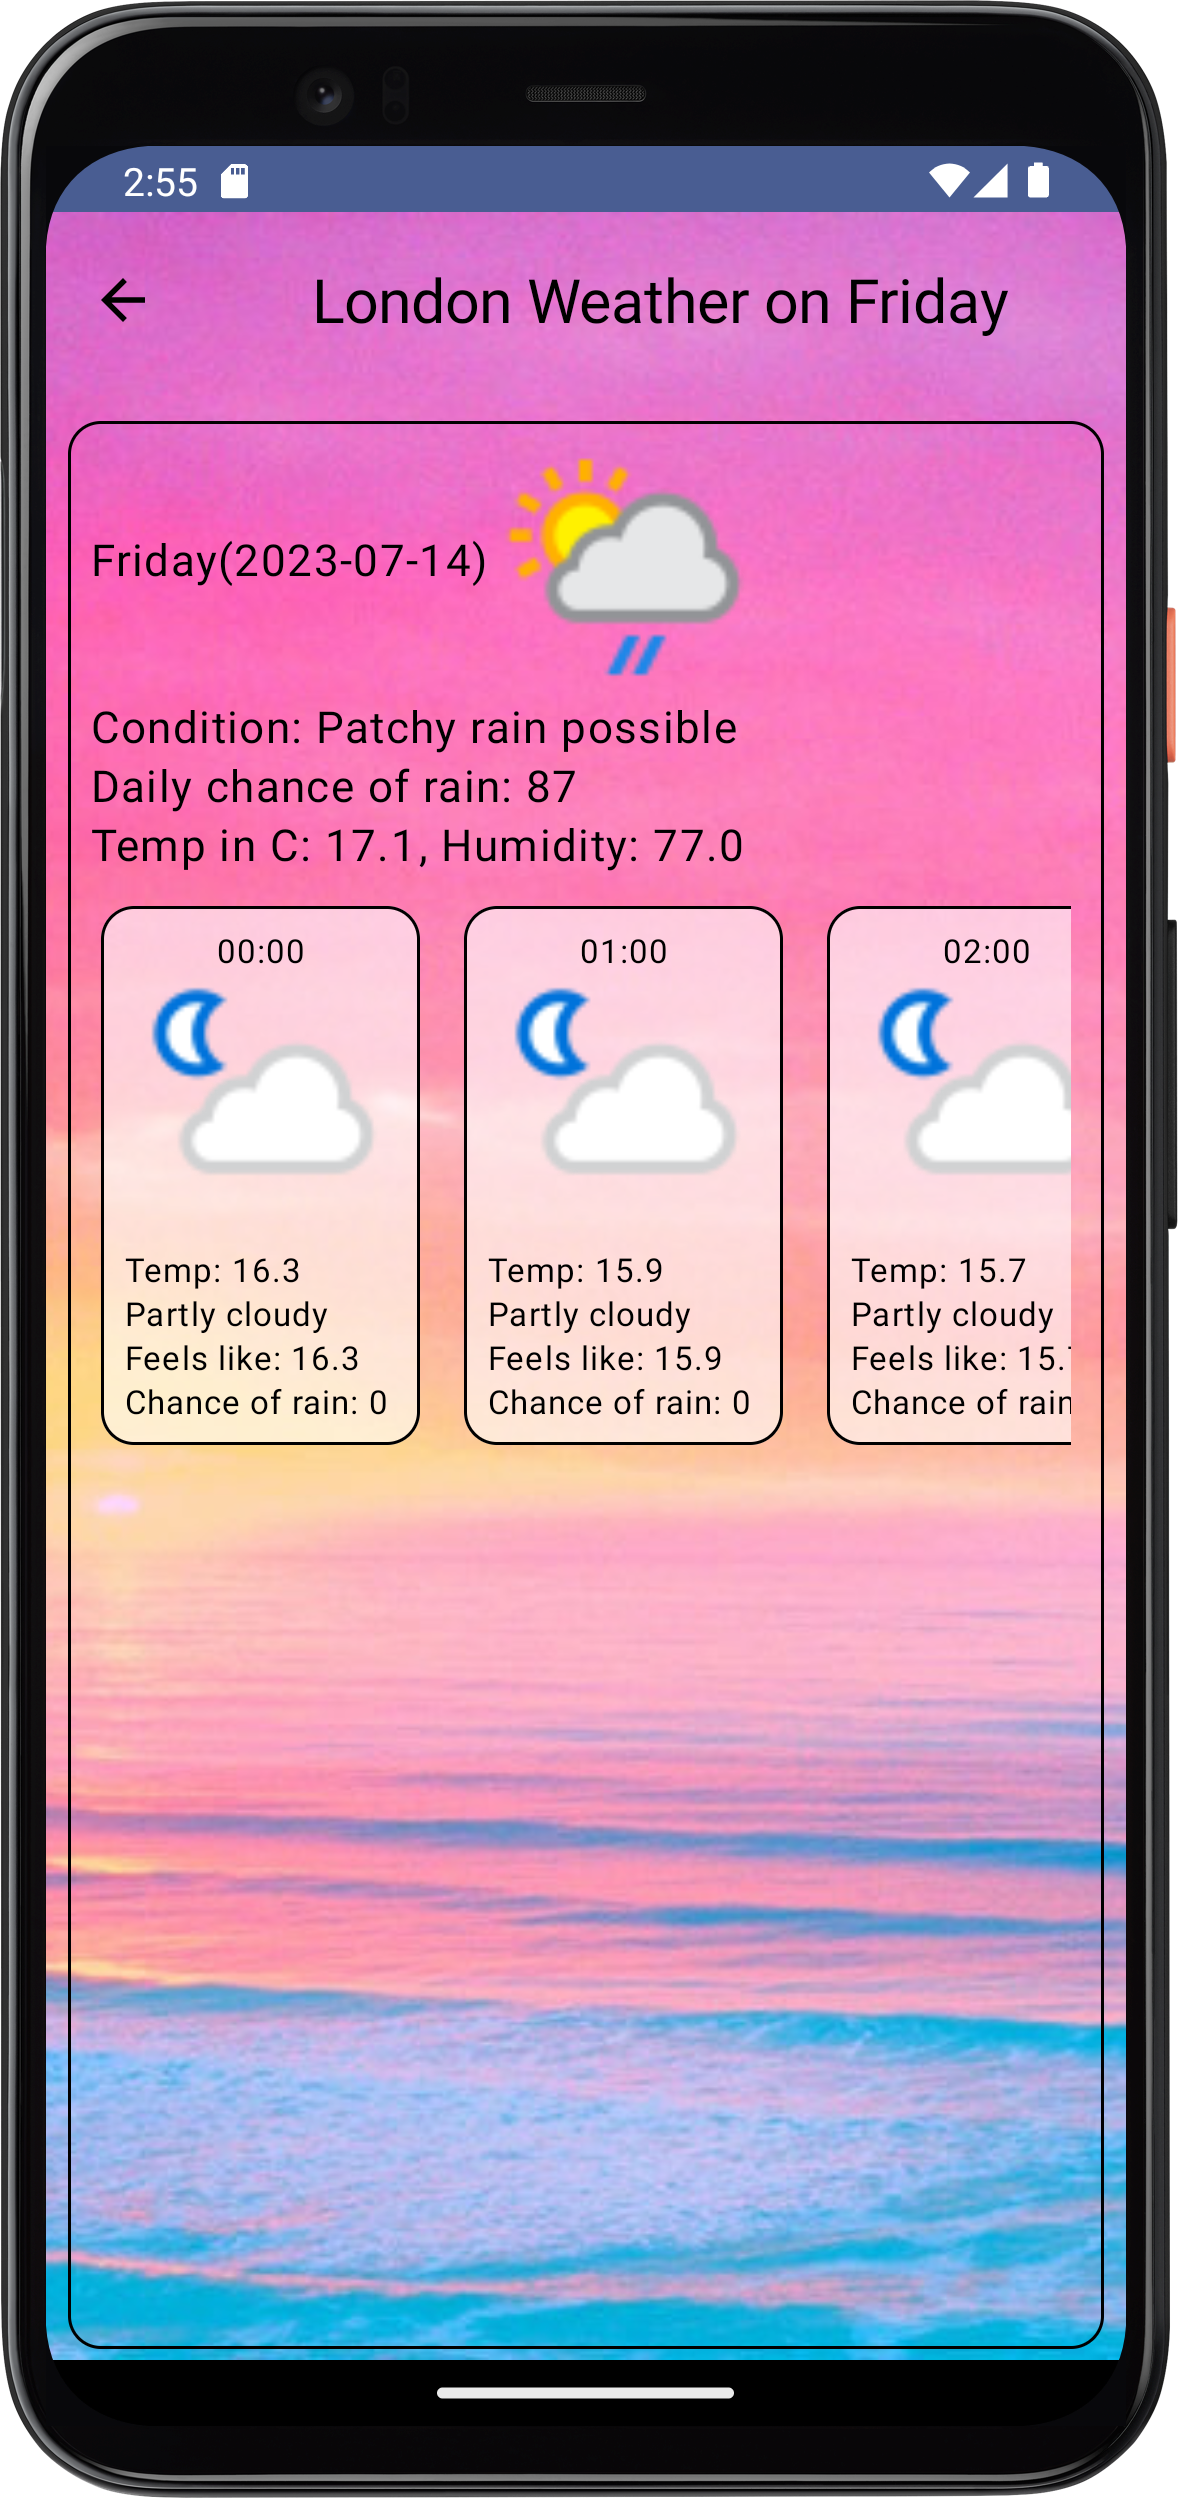 2:55
London Weather on Friday
Friday(2023-07-14)
Condition: Patchy rain possible
Daily chance of rain: 87
Temp in C: 17.1, Humidity: 77.0
00:00
Temp: 16.3
Partly cloudy
Feels like: 16.3
Chance of rain: 0
01:00
Temp: 15.9
Partly cloudy
Feels like: 15.9
Chance of rain: 0
02:00
Temp: 15.7
Partly cloudy
Feels like: 15.
Chance of rain